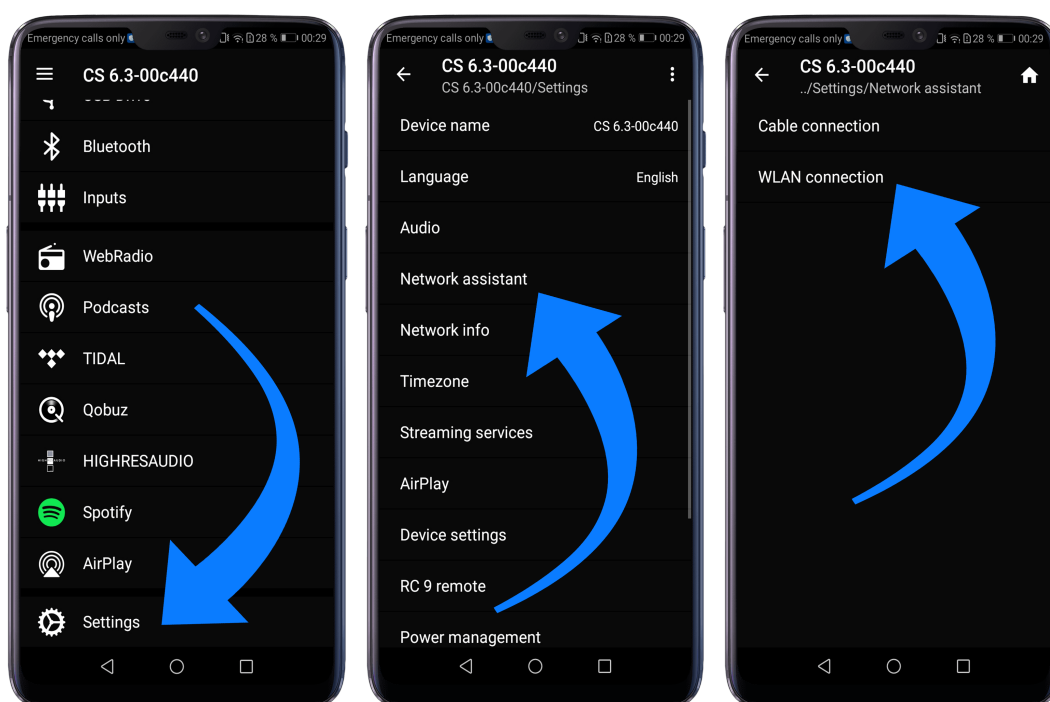 Emergency calls only
28 % 00:29
CS 6.3-00c440
Bluetooth
Inputs
WebRadio
Podcasts
TIDAL
Qobuz
HIGHRESAUDIO
Spotify
AirPlay
Settings
Emergency calls only
28 % 00:29
CS 6.3-00c440
CS 6.3-00c440/Settings
Device name CS 6.3-00c440
Language English
Audio
Network assistant
Network info
Timezone
Streaming services
AirPlay
Device settings
RC 9 remote
Power management
Emergency calls only
28 % 00:29
CS 6.3-00c440
../Settings/Network assistant
Cable connection
WLAN connection